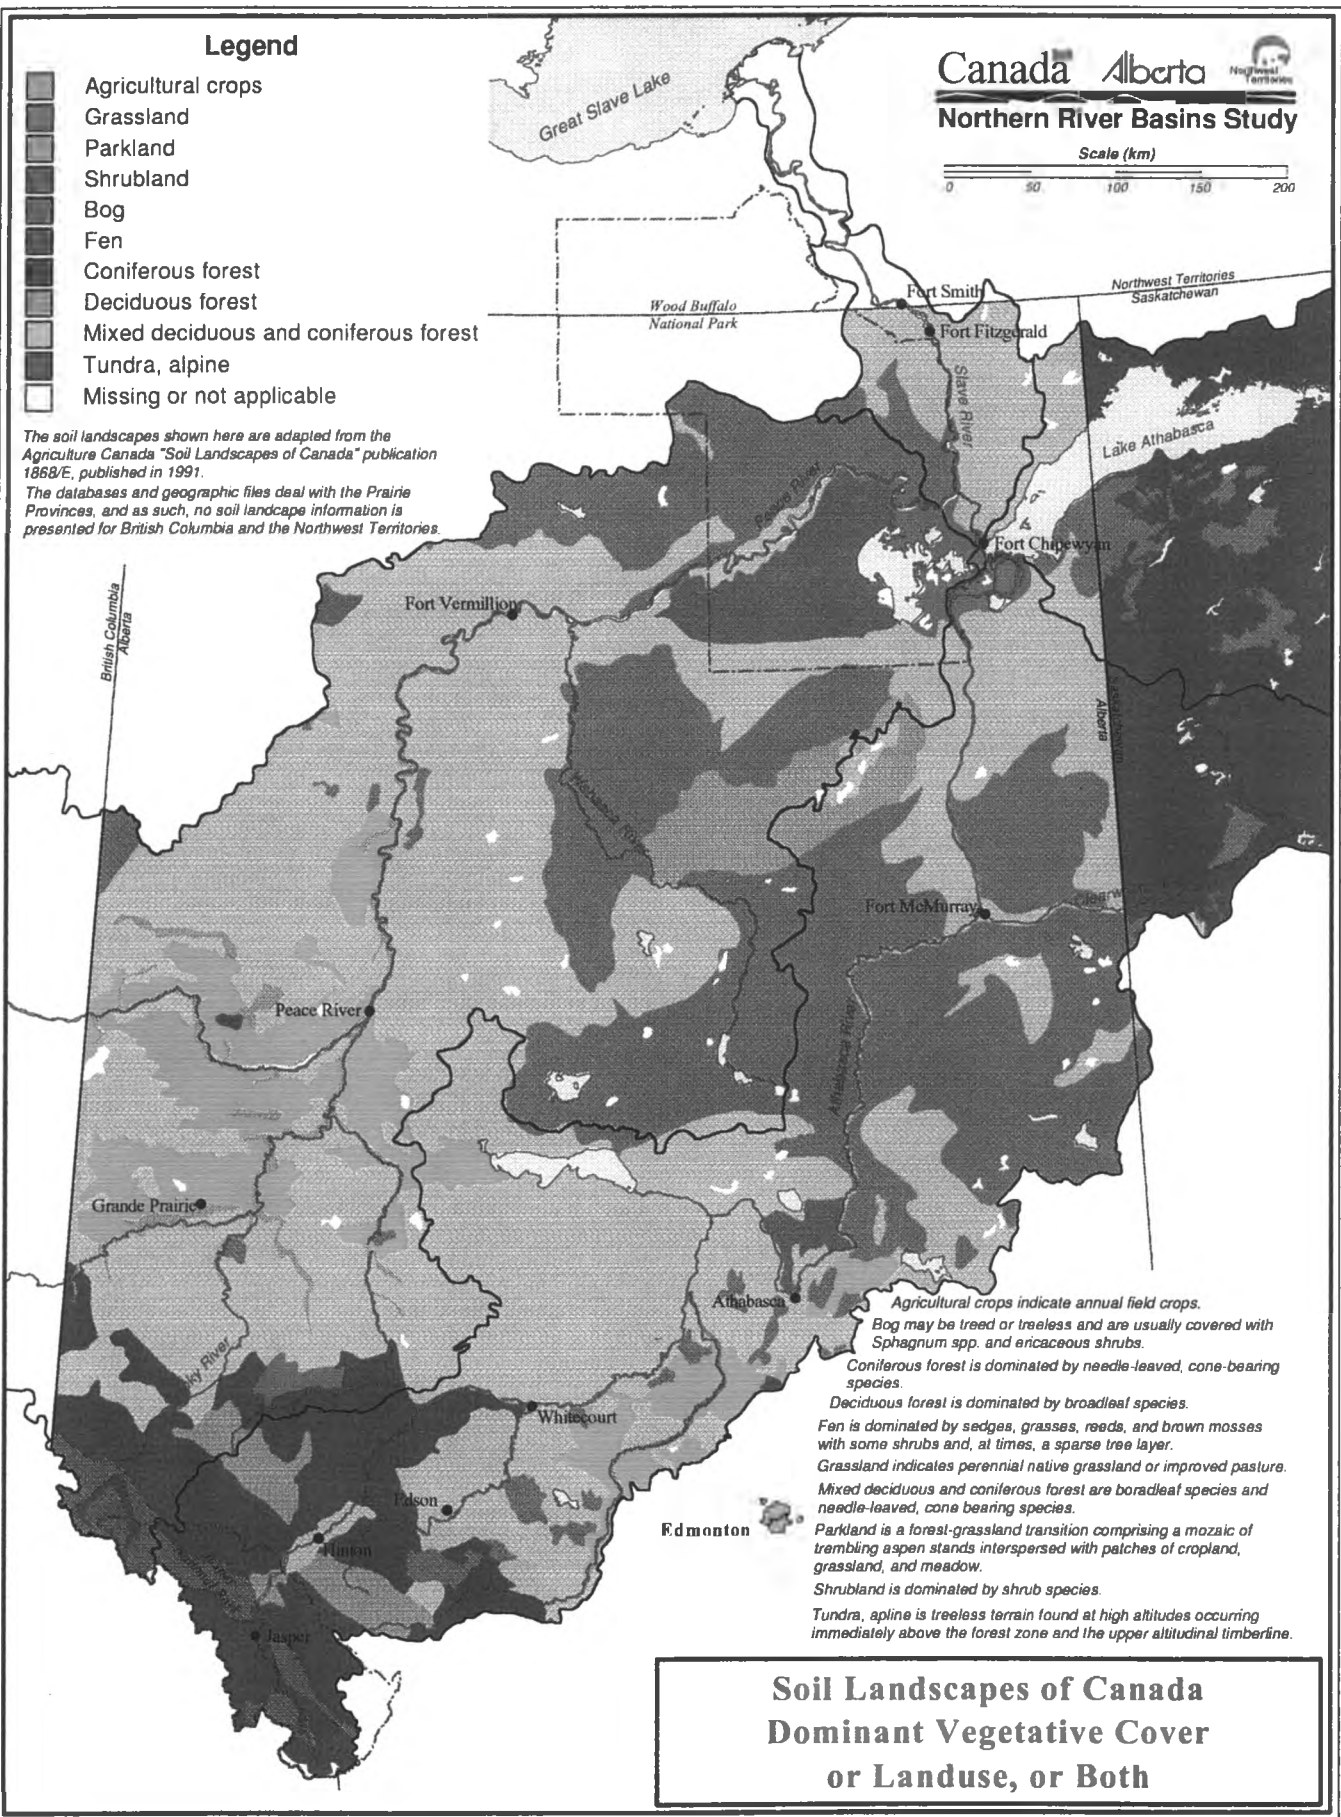 Legend
Agricultural crops
Grassland
Parkland
Shrubland
Bog
Fen
Coniferous forest
Deciduous forest
Mixed deciduous and coniferous forest
Tundra, alpine
Missing or not applicable
The soil landscapes shown here are adapted from the
Agriculture Canada "Soil Landscapes of Canada" publication
1868/E, published in 1991.
The databases and geographic files deal with the Prairie
Provinces, and as such, no soil landcape information is
presented for British Columbia and the Northwest Territories.
Canada Alberta Northwest
Territories
Northern River Basins Study
Scale (km)
0 50 100 150 200
Great Slave Lake
Northwest Territories
Saskatchewan
Fort Smith
Wood Buffalo
National Park
Fort Fitzgerald
Slave River
Lake Athabasca
Peace River
Fort Chipewyan
British Columbia
Alberta
Fort Vermillion
Saskatchewan
Alberta
Wabasca River
Fort McMurray
Clearw
Peace River
Athabasca River
Grande Prairie
Athabasca
ky River
Whitecourt
Edson
Hinton
Jasper
Edmonton
Agricultural crops indicate annual field crops.
Bog may be treed or treeless and are usually covered with
Sphagnum spp. and ericaceous shrubs.
Coniferous forest is dominated by needle-leaved, cone-bearing
species.
Deciduous forest is dominated by broadleaf species.
Fen is dominated by sedges, grasses, reeds, and brown mosses
with some shrubs and, at times, a sparse tree layer.
Grassland indicates perennial native grassland or improved pasture.
Mixed deciduous and coniferous forest are boradleaf species and
needle-leaved, cone bearing species.
Parkland is a forest-grassland transition comprising a mozaic of
trembling aspen stands interspersed with patches of cropland,
grassland, and meadow.
Shrubland is dominated by shrub species.
Tundra, apline is treeless terrain found at high altitudes occurring
immediately above the forest zone and the upper altitudinal timberline.
Soil Landscapes of Canada
Dominant Vegetative Cover
or Landuse, or Both